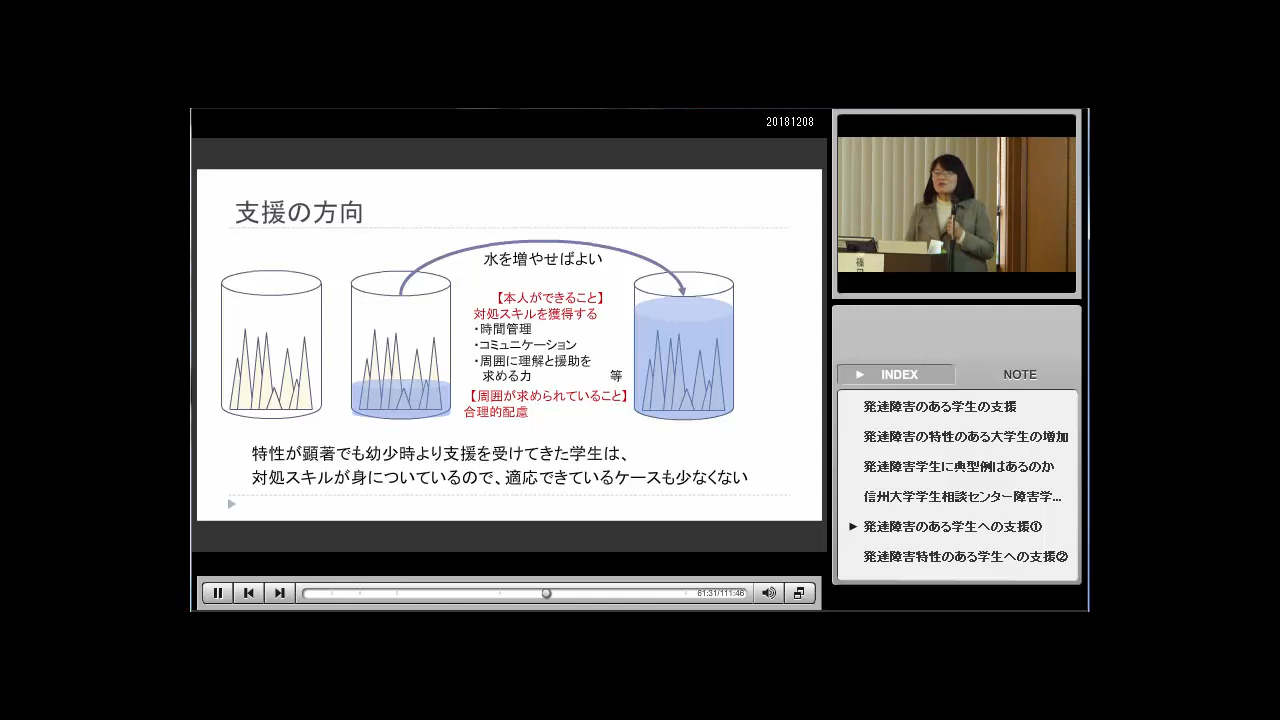 20181208
支援の方向
水を増やせばよい
【本人ができること】
対処スキルを獲得する
・時間管理
・コミュニケーション
・周囲に理解と援助を
求める力 等
【周囲が求められていること】
合理的配慮
特性が顕著でも幼少時より支援を受けてきた学生は、
対処スキルが身についているので、適応できているケースも少なくない
篠
INDEX
NOTE
発達障害のある学生の支援
発達障害の特性のある大学生の増加
発達障害学生に典型例はあるのか
信州大学学生相談センター障害学...
発達障害のある学生への支援①
発達障害特性のある学生への支援②
61:31/111:46